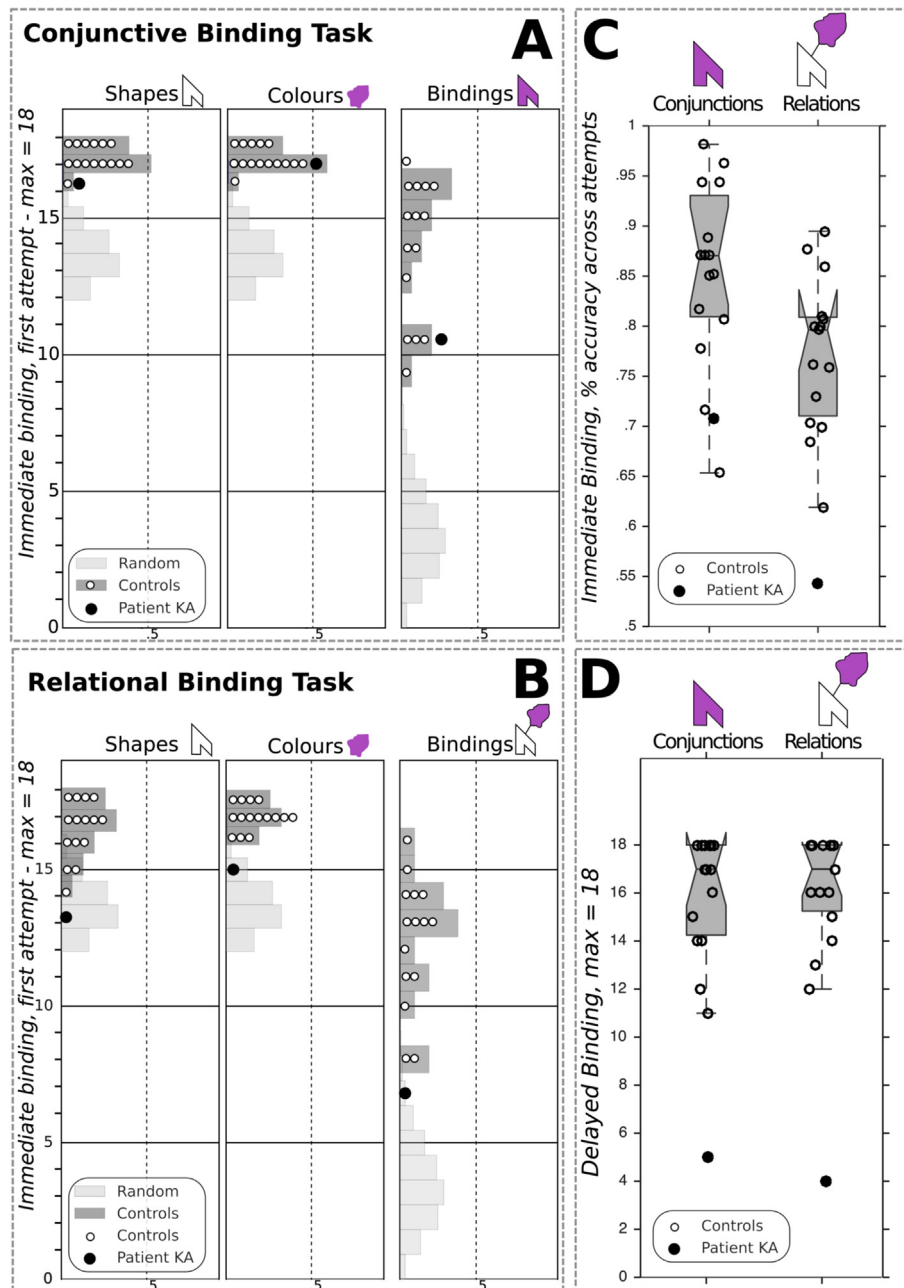 Conjunctive Binding Task
A
Immediate binding, first attempt - max = 18
Shapes
Colours
Bindings
15
10
5
0
Random
Controls
Patient KA
.5
.5
.5
Relational Binding Task
B
Immediate binding, first attempt - max = 18
Shapes
Colours
Bindings
15
10
5
0
Random
Controls
Controls
Patient KA
.5
.5
.5
C
Conjunctions
Relations
Immediate Binding, % accuracy across attempts
1
.95
.9
.85
.8
.75
.7
.65
.6
.55
.5
Controls
Patient KA
D
Conjunctions
Relations
Delayed Binding, max = 18
18
16
14
12
10
8
6
4
2
0
Controls
Patient KA